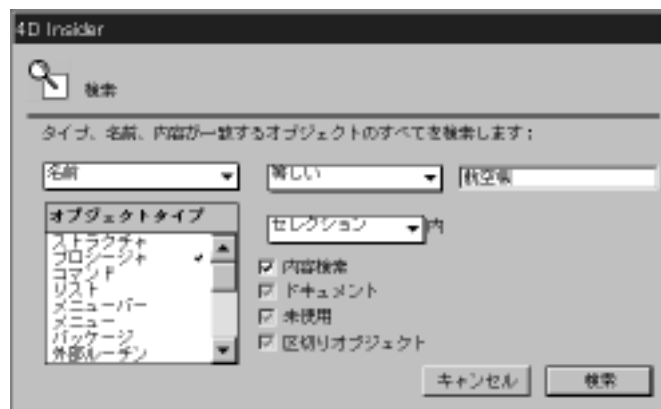 4D Insider
検索
タイプ、名前、内容が一致するオブジェクトのすべてを検索します:
名前 等しい 航空券
オブジェクトタイプ
ストラクチャ
プロシージャ
コマンド
リスト
メニューバー
メニュー
パッケージ
外部ルーチン
セレクション 内
内容検索
ドキュメント
未使用
区切りオブジェクト
キャンセル 検索